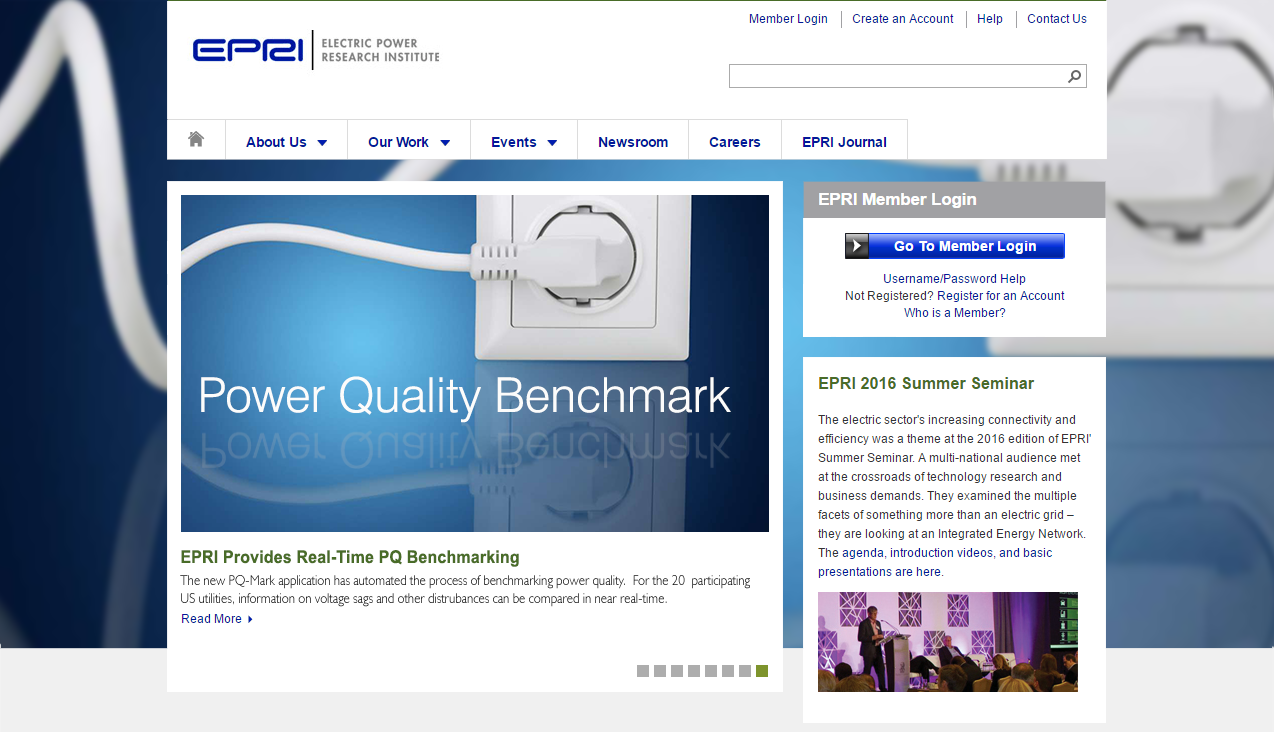 Member Login
Create an Account
Help
Contact Us
EPRI
ELECTRIC POWER
RESEARCH INSTITUTE
About Us
Our Work
Events
Newsroom
Careers
EPRI Journal
Power Quality Benchmark
EPRI Provides Real-Time PQ Benchmarking
The new PQ-Mark application has automated the process of benchmarking power quality.  For the 20  participating
US utilities, information on voltage sags and other distrubances can be compared in near real-time.
Read More
EPRI Member Login
Go To Member Login
Username/Password Help
Not Registered? Register for an Account
Who is a Member?
EPRI 2016 Summer Seminar
The electric sector's increasing connectivity and
efficiency was a theme at the 2016 edition of EPRI'
Summer Seminar. A multi-national audience met
at the crossroads of technology research and
business demands. They examined the multiple
facets of something more than an electric grid –
they are looking at an Integrated Energy Network.
The agenda, introduction videos, and basic
presentations are here.